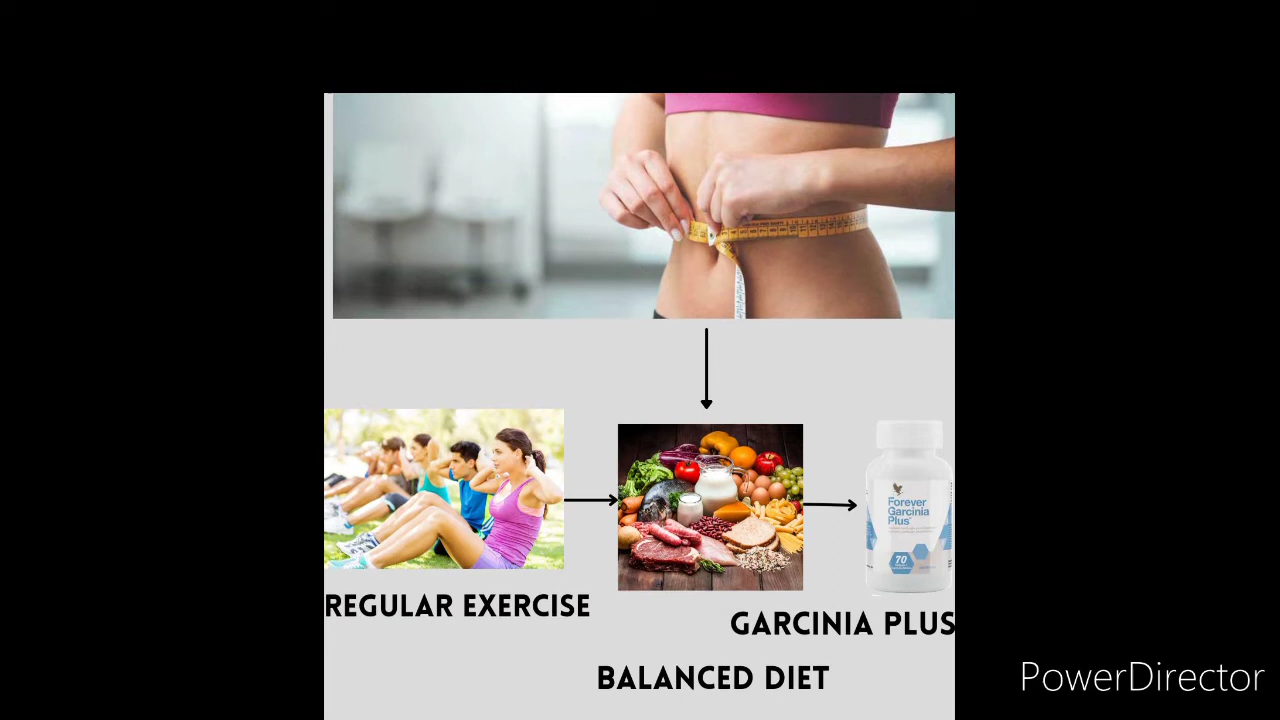 Forever
Garcinia
Plus
70
REGULAR EXERCISE
GARCINIA PLUS
BALANCED DIET
PowerDirector